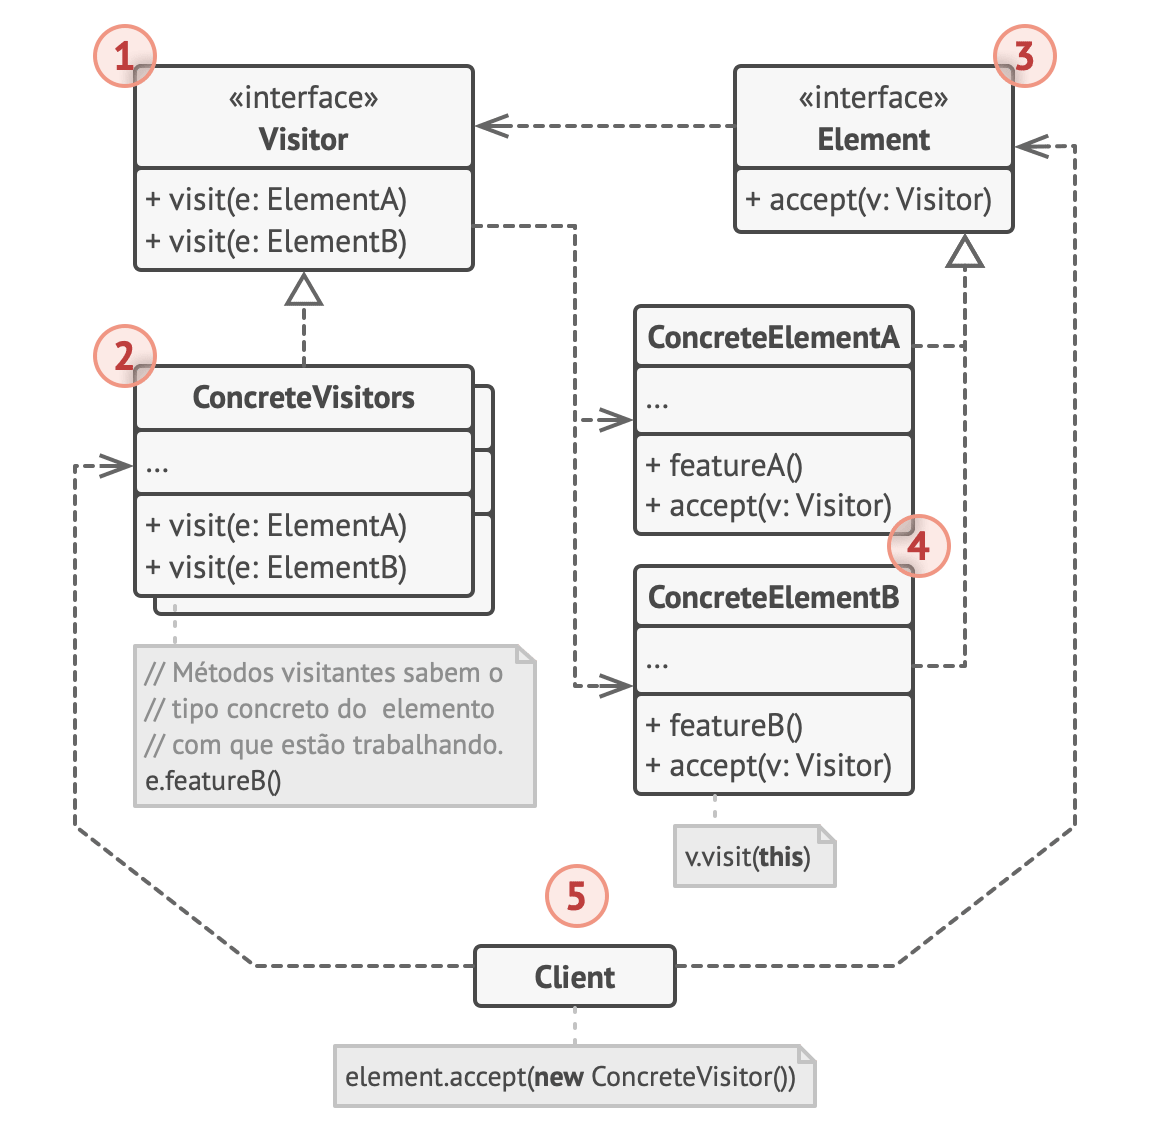 1
«interface»
Visitor
+ visit(e: ElementA)
+ visit(e: ElementB)
3
«interface»
Element
+ accept(v: Visitor)
2
ConcreteVisitors
...
+ visit(e: ElementA)
+ visit(e: ElementB)
// Métodos visitantes sabem o
// tipo concreto do elemento
// com que estão trabalhando.
e.featureB()
ConcreteElementA
...
+ featureA()
+ accept(v: Visitor)
4
ConcreteElementB
...
+ featureB()
+ accept(v: Visitor)
v.visit(this)
5
Client
element.accept(new ConcreteVisitor())